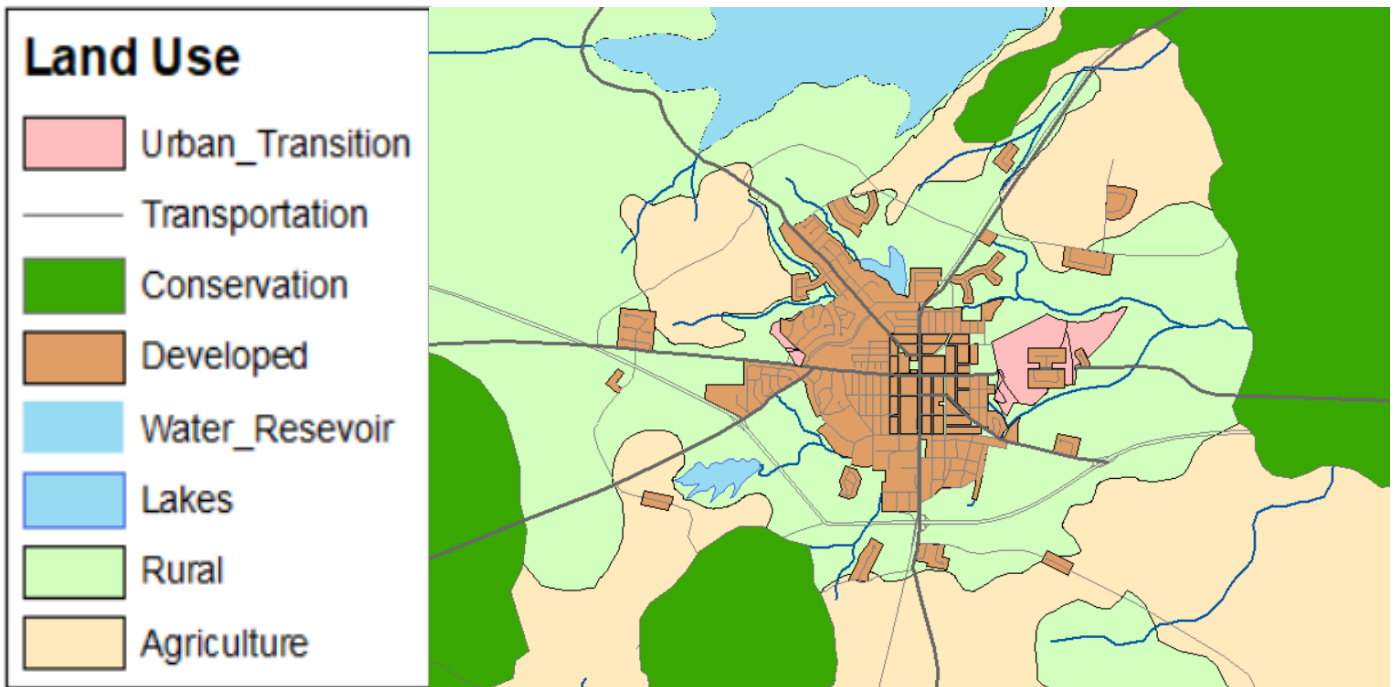 Land Use
Urban_Transition
Transportation
Conservation
Developed
Water_Resevoir
Lakes
Rural
Agriculture